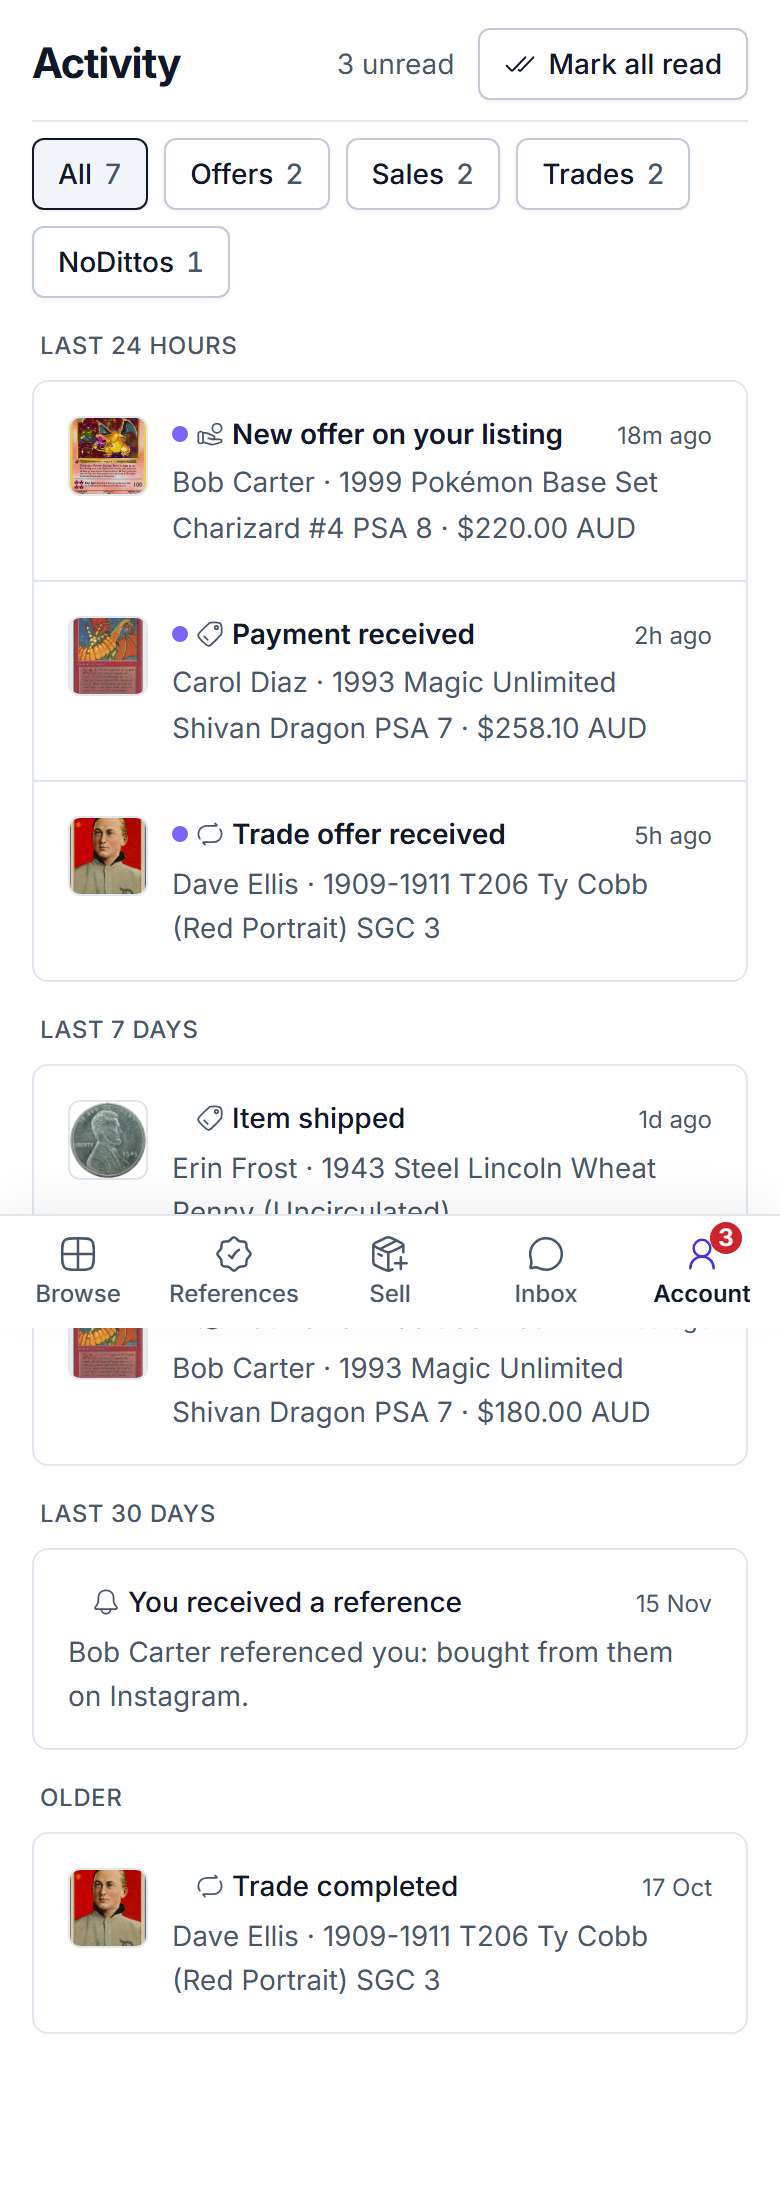 Activity
3 unread
Mark all read
All 7
Offers 2
Sales 2
Trades 2
NoDittos 1
LAST 24 HOURS
New offer on your listing
18m ago
Bob Carter · 1999 Pokémon Base Set
Charizard #4 PSA 8 · $220.00 AUD
Payment received
2h ago
Carol Diaz · 1993 Magic Unlimited
Shivan Dragon PSA 7 · $258.10 AUD
Trade offer received
5h ago
Dave Ellis · 1909-1911 T206 Ty Cobb
(Red Portrait) SGC 3
LAST 7 DAYS
Item shipped
1d ago
Erin Frost · 1943 Steel Lincoln Wheat
Penny (Uncirculated)
Browse
References
Sell
Inbox
3
Account
Bob Carter · 1993 Magic Unlimited
Shivan Dragon PSA 7 · $180.00 AUD
LAST 30 DAYS
You received a reference
15 Nov
Bob Carter referenced you: bought from them
on Instagram.
OLDER
Trade completed
17 Oct
Dave Ellis · 1909-1911 T206 Ty Cobb
(Red Portrait) SGC 3